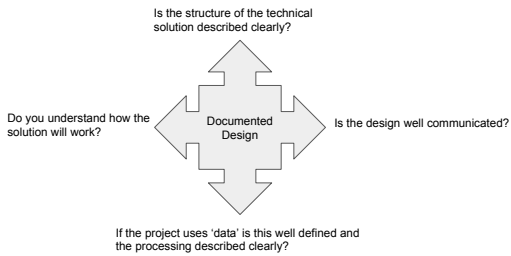 Is the structure of the technical
solution described clearly?
Do you understand how the
solution will work?
Documented
Design
Is the design well communicated?
If the project uses ‘data’ is this well defined and
the processing described clearly?